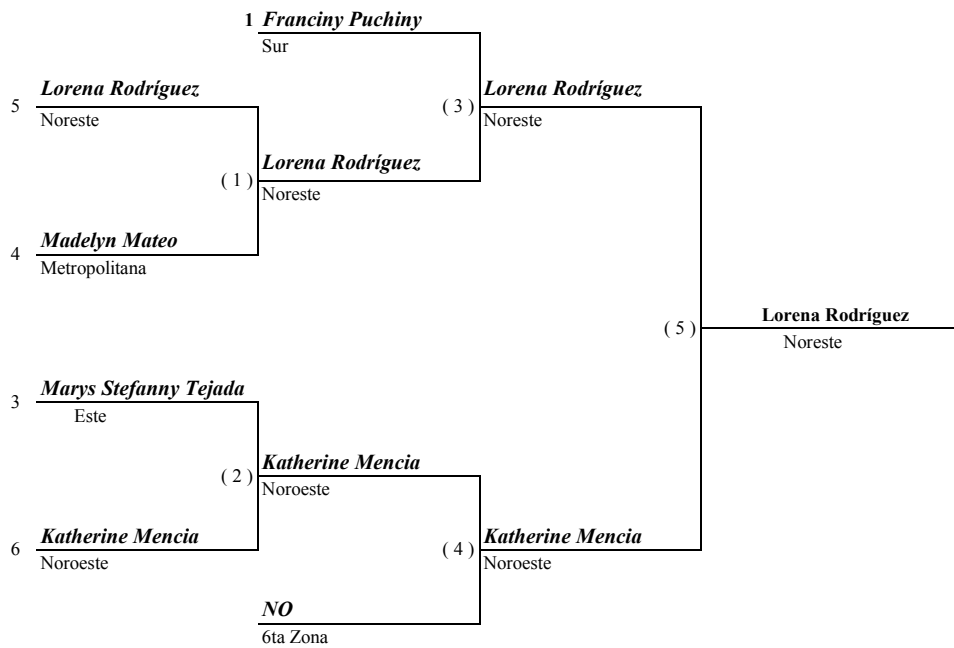 1 Franciny Puchiny
Sur
5 Lorena Rodríguez
Noreste
( 3 ) Lorena Rodríguez
Noreste
( 1 ) Lorena Rodríguez
Noreste
4 Madelyn Mateo
Metropolitana
( 5 ) Lorena Rodríguez
Noreste
3 Marys Stefanny Tejada
Este
( 2 ) Katherine Mencia
Noroeste
6 Katherine Mencia
Noroeste
( 4 ) Katherine Mencia
Noroeste
NO
6ta Zona